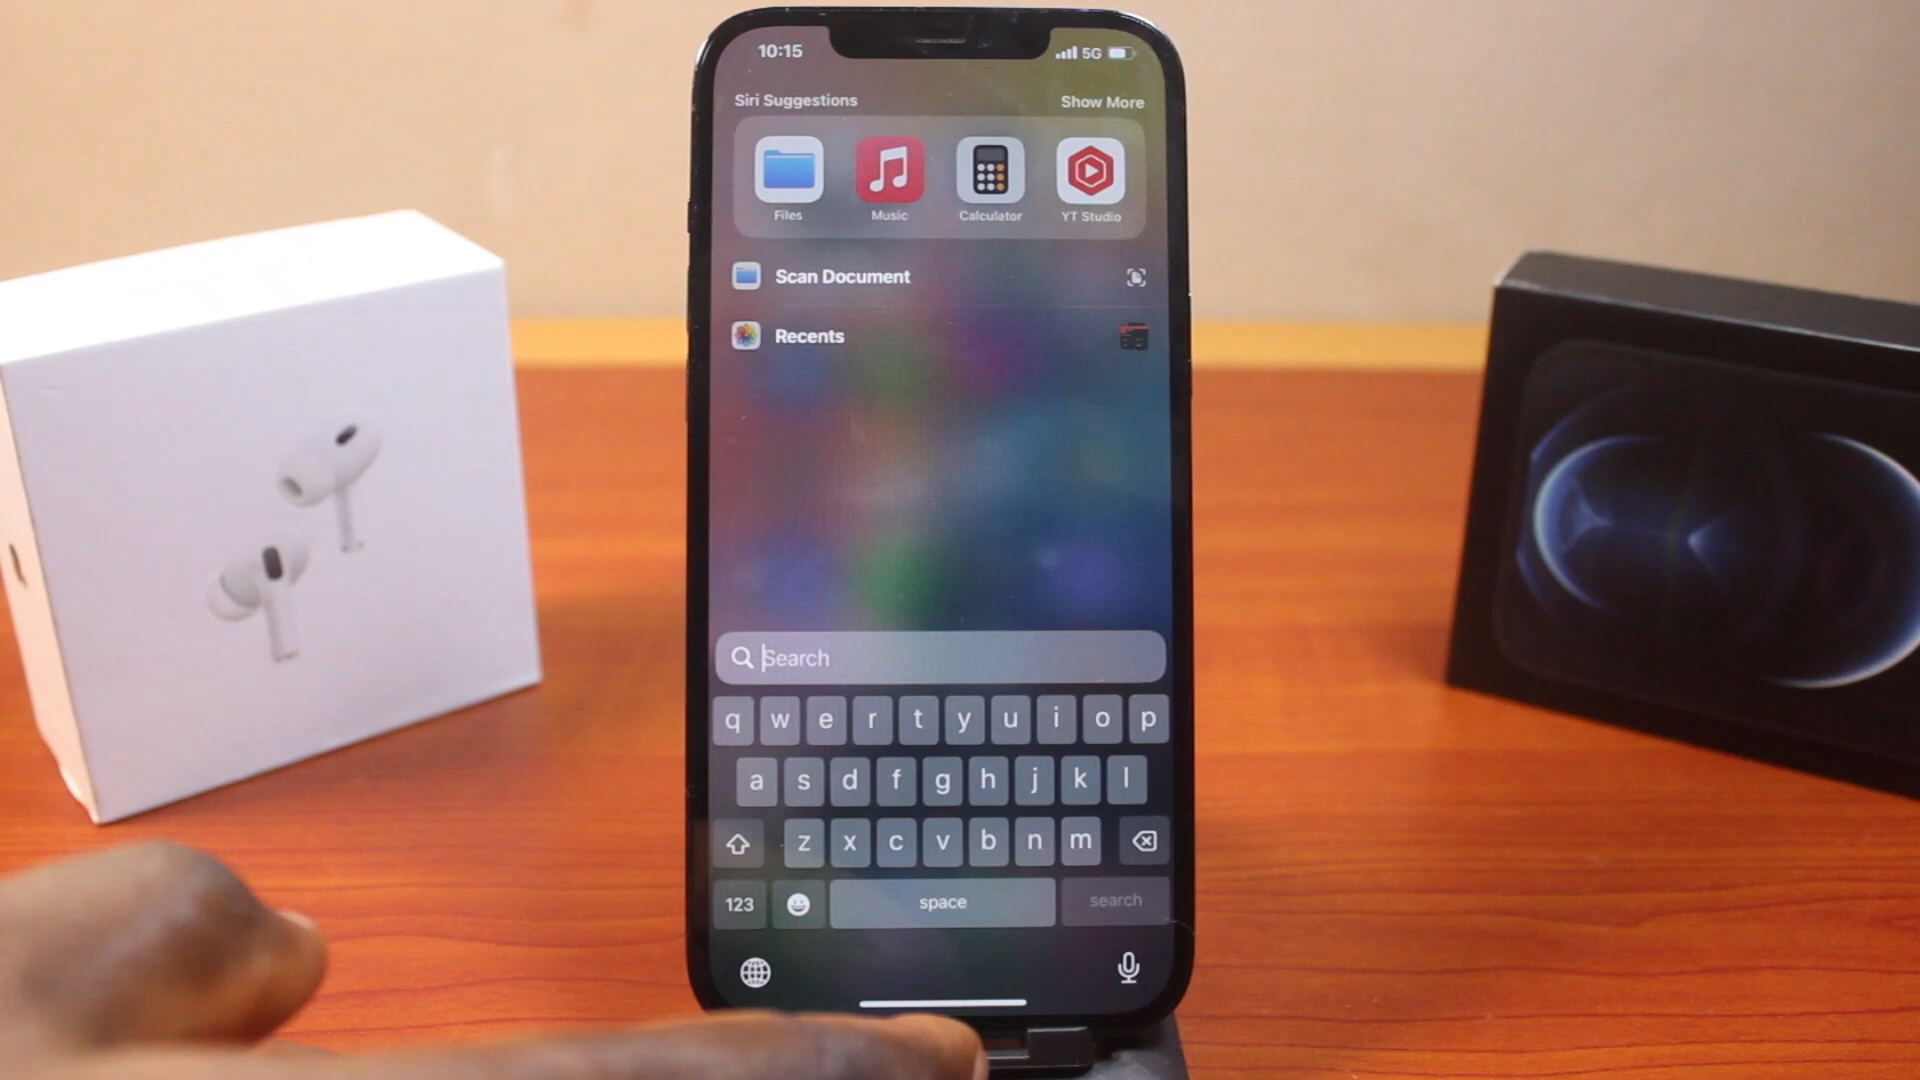 10:15 5G
Siri Suggestions Show More
Files Music Calculator YT Studio
Scan Document
Recents
Search
q w e r t y u i o p
a s d f g h j k l
z x c v b n m
123 space search